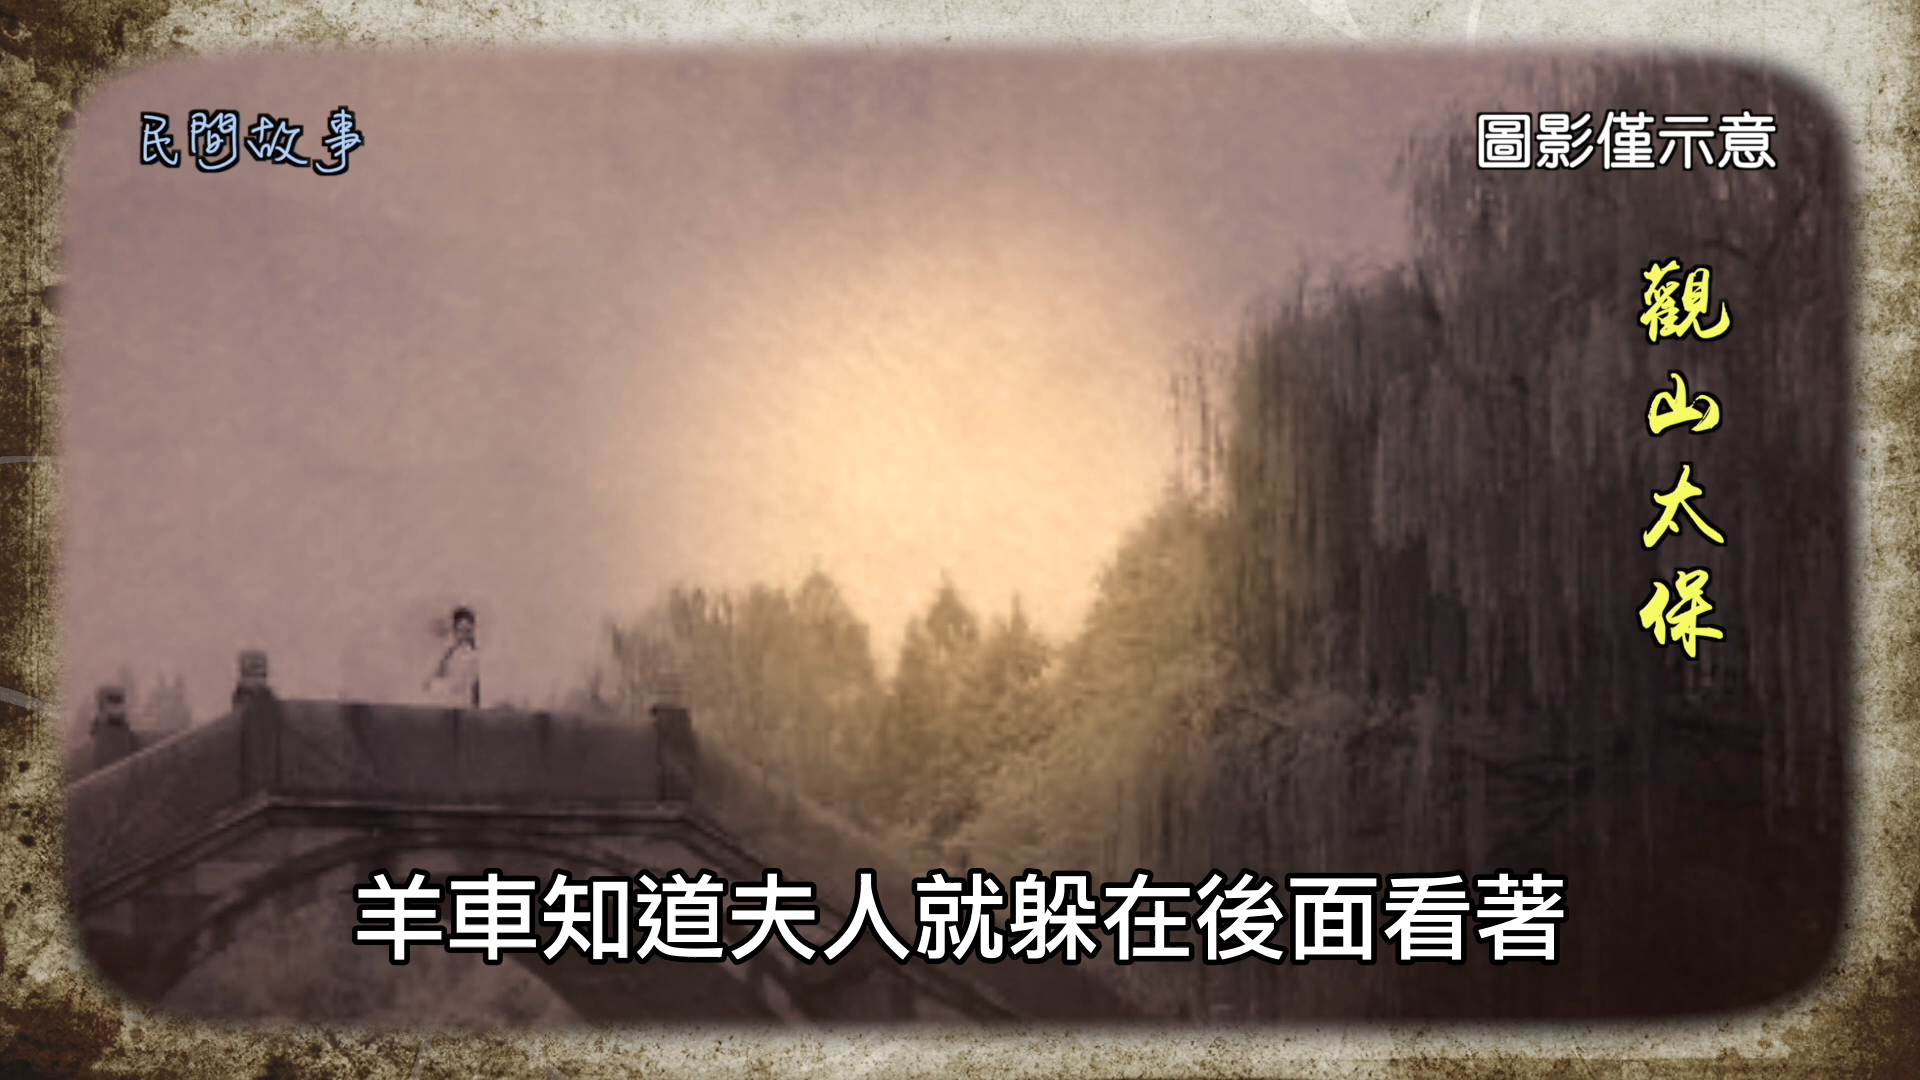 民間故事
圖影僅示意
觀山太保
羊車知道夫人就躲在後面看著